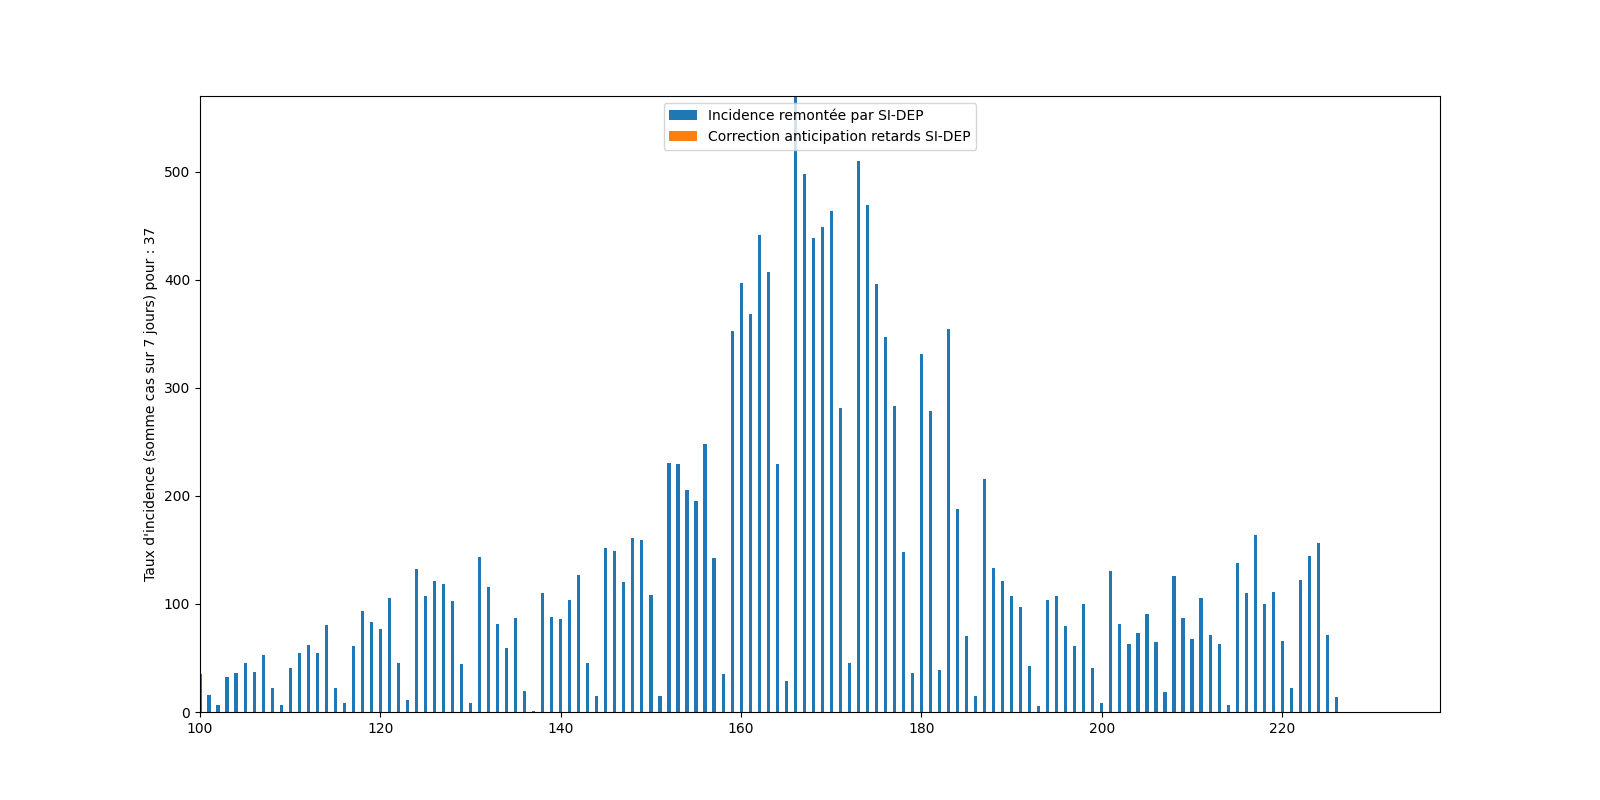 Incidence remontée par SI-DEP
Correction anticipation retards SI-DEP
Taux d'incidence (somme cas sur 7 jours) pour : 37
500
400
300
200
100
0
100 120 140 160 180 200 220